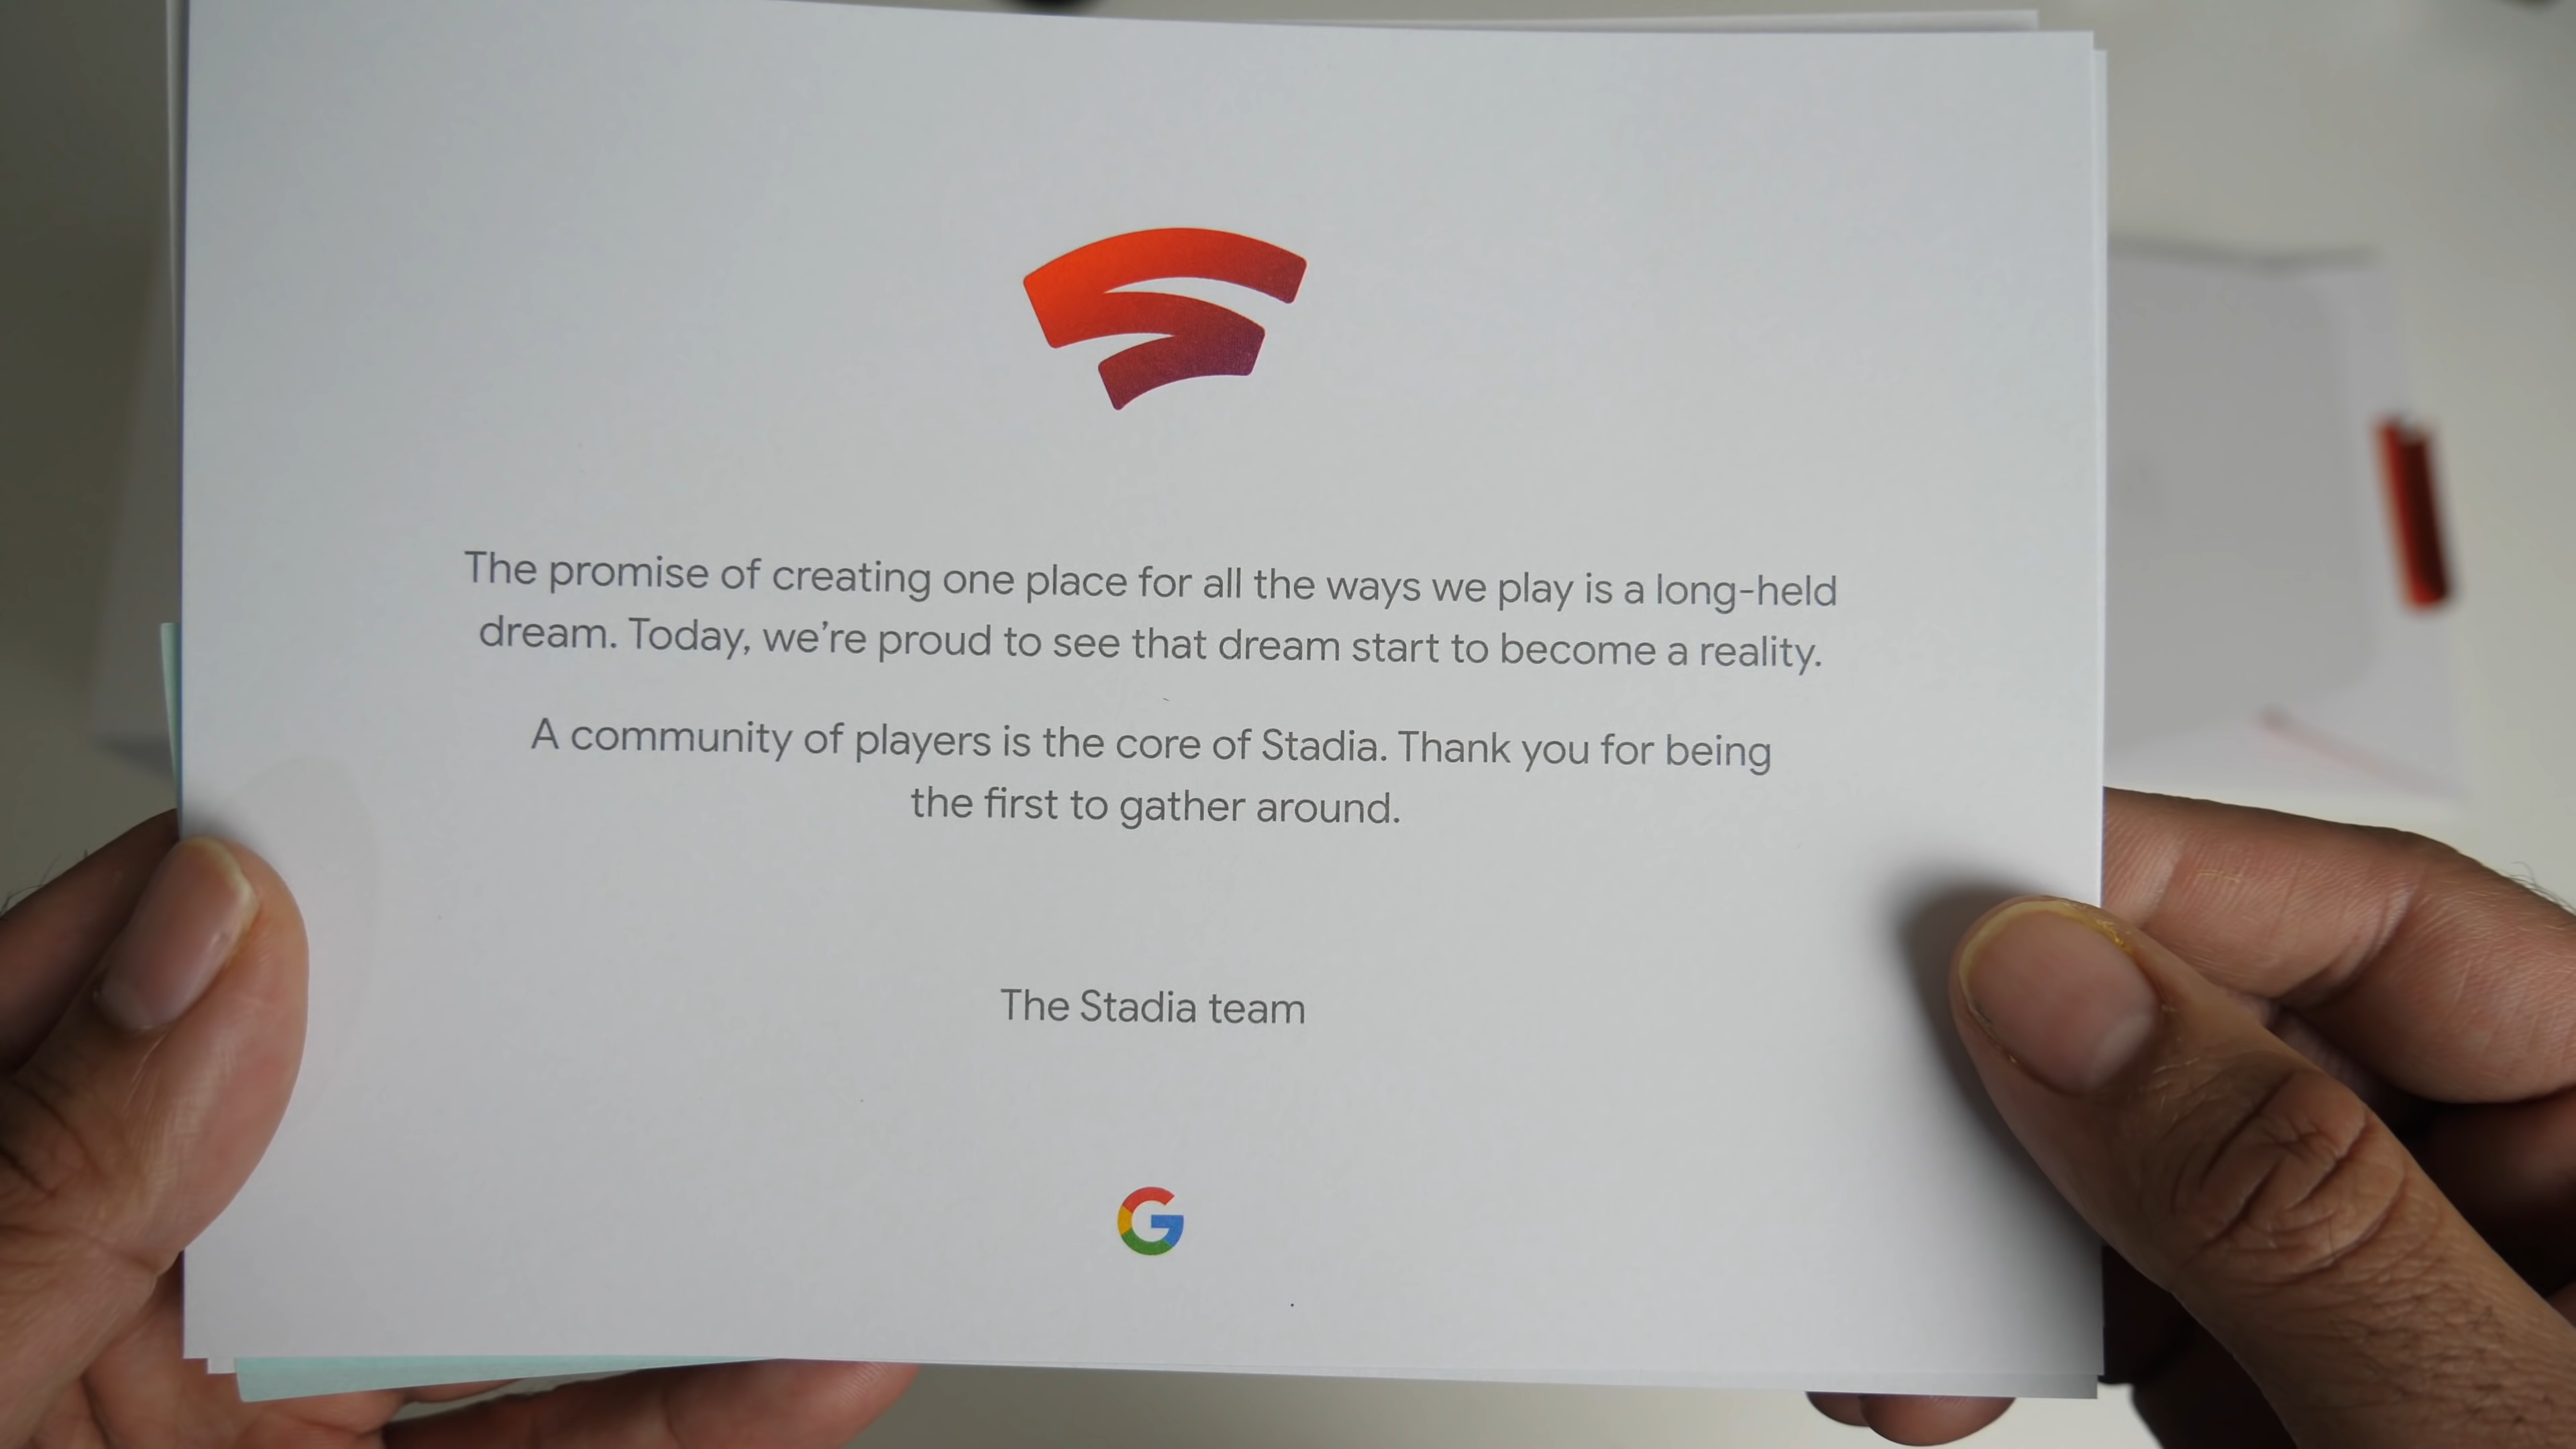 The promise of creating one place for all the ways we play is a long-held
dream. Today, we're proud to see that dream start to become a reality.
A community of players is the core of Stadia. Thank you for being
the first to gather around.
The Stadia team
G